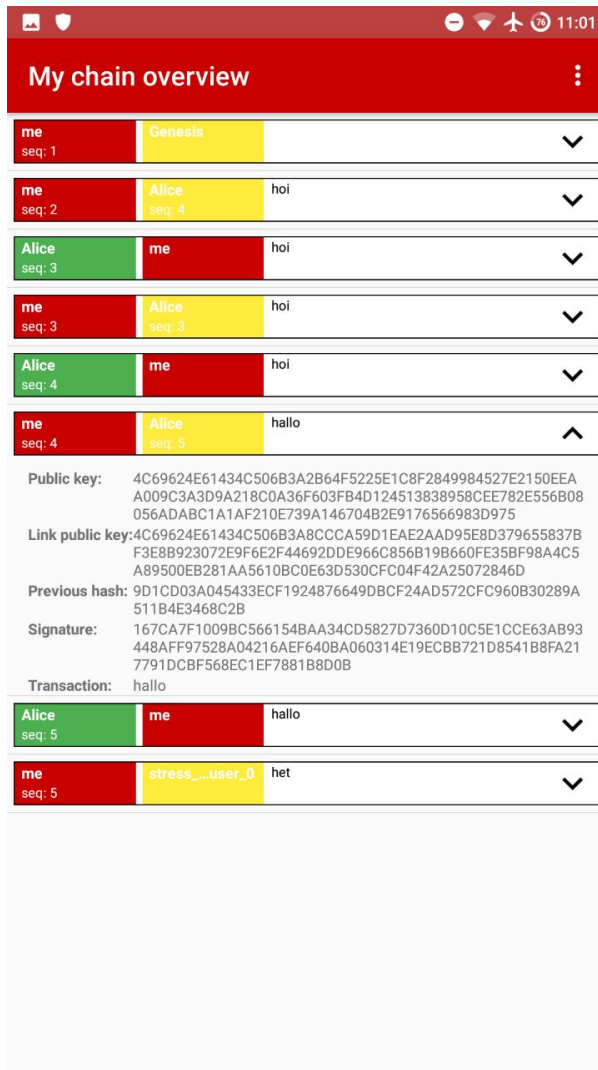 76 11:01
My chain overview
me Genesis
seq: 1
me Alice hoi
seq: 2 seq: 4
Alice me hoi
seq: 3
me Alice hoi
seq: 3 seq: 3
Alice me hoi
seq: 4
me Alice hallo
seq: 4 seq: 5
Public key: 4C69624E61434C506B3A2B64F5225E1C8F2849984527E2150EEA
A009C3A3D9A218C0A36F603FB4D124513838958CEE782E556B08
056ADABC1A1AF210E739A146704B2E9176566983D975
Link public key:4C69624E61434C506B3A8CCCA59D1EAE2AAD95E8D379655837B
F3E8B923072E9F6E2F44692DDE966C856B19B660FE35BF98A4C5
A89500EB281AA5610BC0E63D530CFC04F42A25072846D
Previous hash: 9D1CD03A045433ECF1924876649DBCF24AD572CFC960B30289A
511B4E3468C2B
Signature: 167CA7F1009BC566154BAA34CD5827D7360D10C5E1CCE63AB93
448AFF97528A04216AEF640BA060314E19ECBB721D8541B8FA21
7791DCBF568EC1EF7881B8D0B
Transaction: hallo
Alice me hallo
seq: 5
me stress_...user_0 het
seq: 5